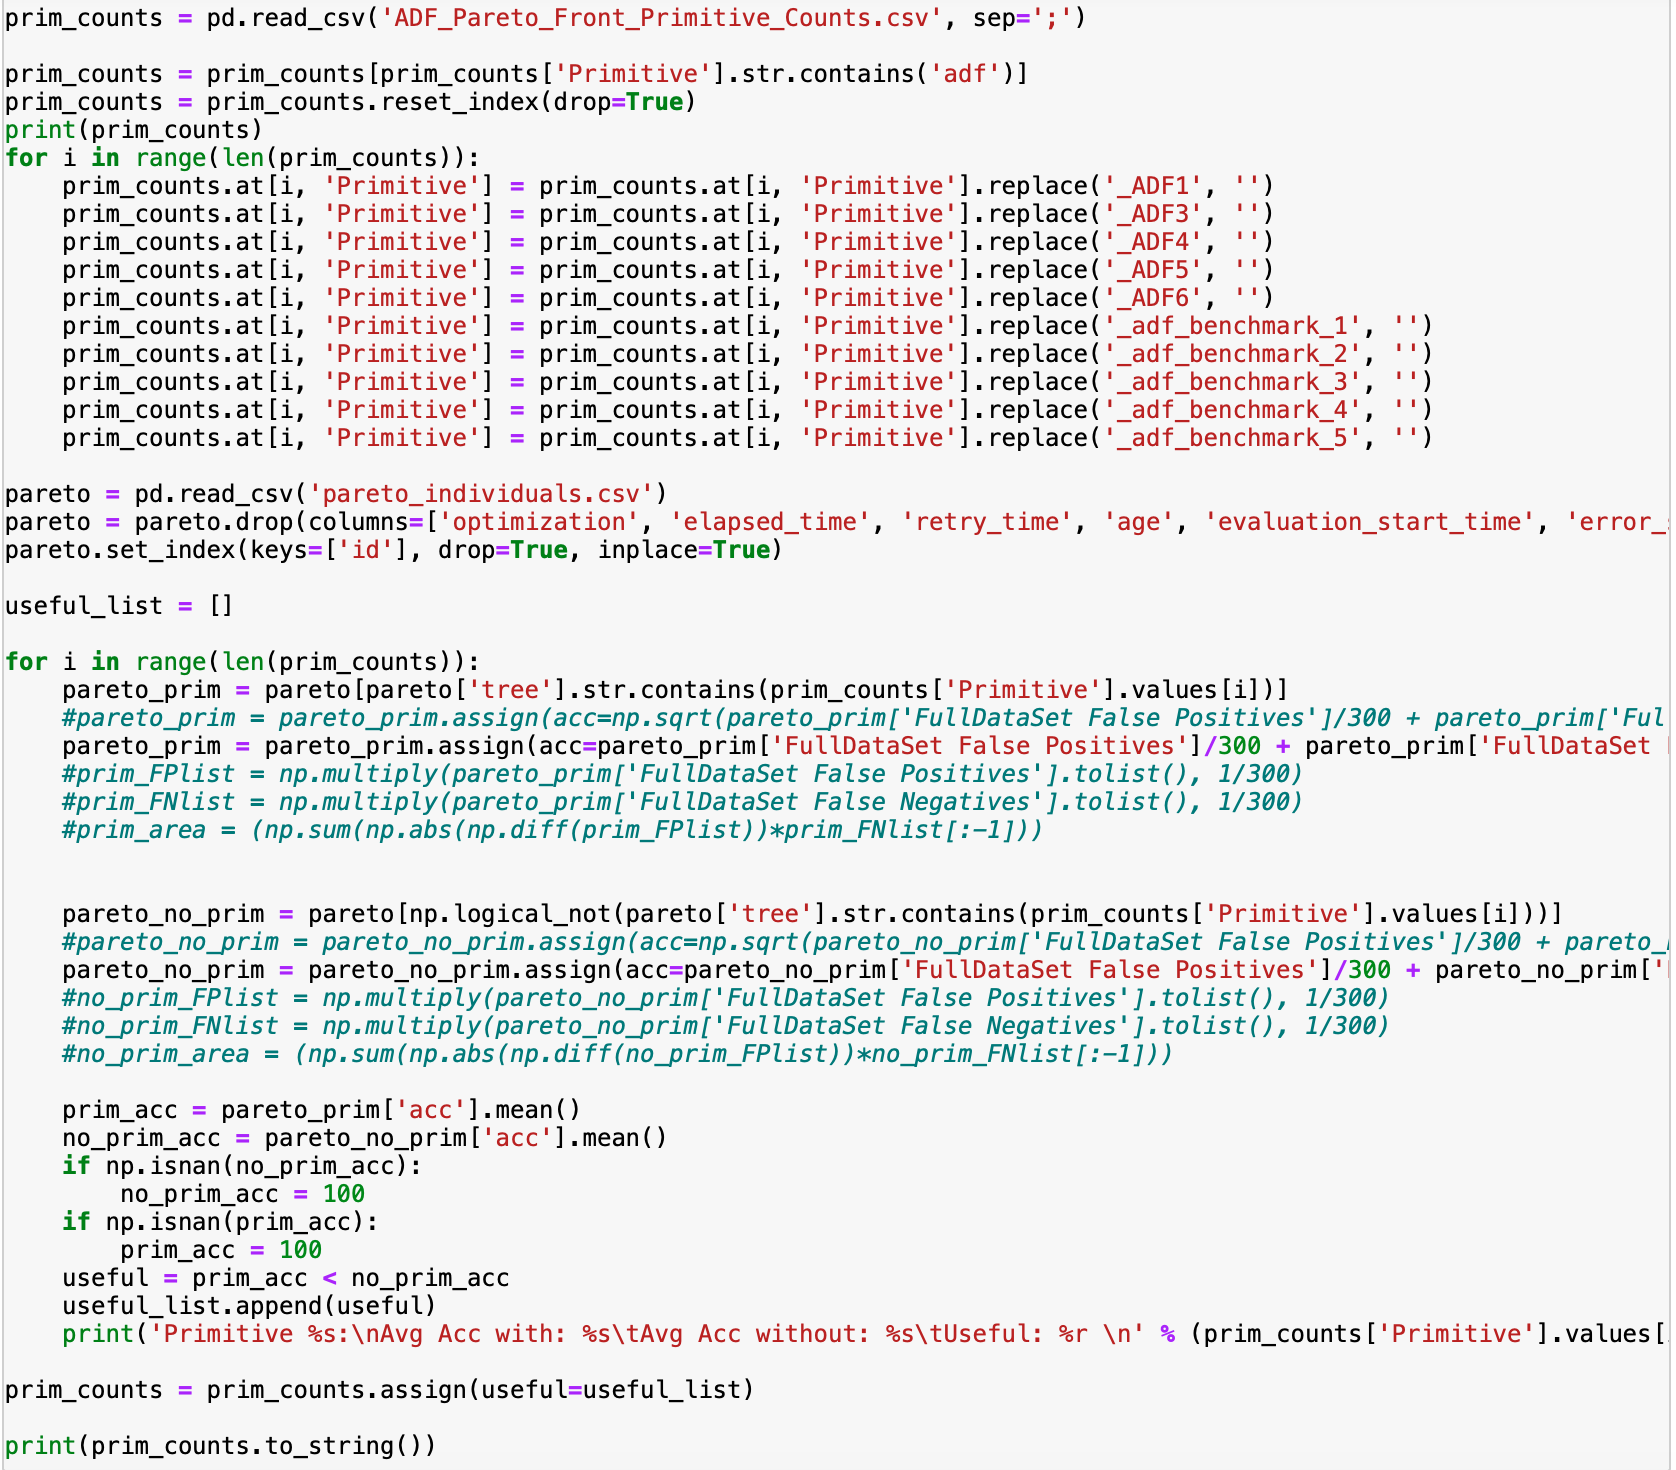 prim_counts = pd.read_csv('ADF_Pareto_Front_Primitive_Counts.csv', sep=';')
prim_counts = prim_counts[prim_counts['Primitive'].str.contains('adf')]
prim_counts = prim_counts.reset_index(drop=True)
print(prim_counts)
for i in range(len(prim_counts)):
    prim_counts.at[i, 'Primitive'] = prim_counts.at[i, 'Primitive'].replace('_ADF1', '')
    prim_counts.at[i, 'Primitive'] = prim_counts.at[i, 'Primitive'].replace('_ADF3', '')
    prim_counts.at[i, 'Primitive'] = prim_counts.at[i, 'Primitive'].replace('_ADF4', '')
    prim_counts.at[i, 'Primitive'] = prim_counts.at[i, 'Primitive'].replace('_ADF5', '')
    prim_counts.at[i, 'Primitive'] = prim_counts.at[i, 'Primitive'].replace('_ADF6', '')
    prim_counts.at[i, 'Primitive'] = prim_counts.at[i, 'Primitive'].replace('_adf_benchmark_1', '')
    prim_counts.at[i, 'Primitive'] = prim_counts.at[i, 'Primitive'].replace('_adf_benchmark_2', '')
    prim_counts.at[i, 'Primitive'] = prim_counts.at[i, 'Primitive'].replace('_adf_benchmark_3', '')
    prim_counts.at[i, 'Primitive'] = prim_counts.at[i, 'Primitive'].replace('_adf_benchmark_4', '')
    prim_counts.at[i, 'Primitive'] = prim_counts.at[i, 'Primitive'].replace('_adf_benchmark_5', '')
pareto = pd.read_csv('pareto_individuals.csv')
pareto = pareto.drop(columns=['optimization', 'elapsed_time', 'retry_time', 'age', 'evaluation_start_time', 'error_
pareto.set_index(keys=['id'], drop=True, inplace=True)
useful_list = []
for i in range(len(prim_counts)):
    pareto_prim = pareto[pareto['tree'].str.contains(prim_counts['Primitive'].values[i])]
    #pareto_prim = pareto_prim.assign(acc=np.sqrt(pareto_prim['FullDataSet False Positives']/300 + pareto_prim['Ful
    pareto_prim = pareto_prim.assign(acc=pareto_prim['FullDataSet False Positives']/300 + pareto_prim['FullDataSet
    #prim_FPlist = np.multiply(pareto_prim['FullDataSet False Positives'].tolist(), 1/300)
    #prim_FNlist = np.multiply(pareto_prim['FullDataSet False Negatives'].tolist(), 1/300)
    #prim_area = (np.sum(np.abs(np.diff(prim_FPlist))*prim_FNlist[:-1]))
    pareto_no_prim = pareto[np.logical_not(pareto['tree'].str.contains(prim_counts['Primitive'].values[i]))]
    #pareto_no_prim = pareto_no_prim.assign(acc=np.sqrt(pareto_no_prim['FullDataSet False Positives']/300 + pareto_
    pareto_no_prim = pareto_no_prim.assign(acc=pareto_no_prim['FullDataSet False Positives']/300 + pareto_no_prim['
    #no_prim_FPlist = np.multiply(pareto_no_prim['FullDataSet False Positives'].tolist(), 1/300)
    #no_prim_FNlist = np.multiply(pareto_no_prim['FullDataSet False Negatives'].tolist(), 1/300)
    #no_prim_area = (np.sum(np.abs(np.diff(no_prim_FPlist))*no_prim_FNlist[:-1]))
    prim_acc = pareto_prim['acc'].mean()
    no_prim_acc = pareto_no_prim['acc'].mean()
    if np.isnan(no_prim_acc):
        no_prim_acc = 100
    if np.isnan(prim_acc):
        prim_acc = 100
    useful = prim_acc < no_prim_acc
    useful_list.append(useful)
    print('Primitive %s:\nAvg Acc with: %s\tAvg Acc without: %s\tUseful: %r \n' % (prim_counts['Primitive'].values[
prim_counts = prim_counts.assign(useful=useful_list)
print(prim_counts.to_string())